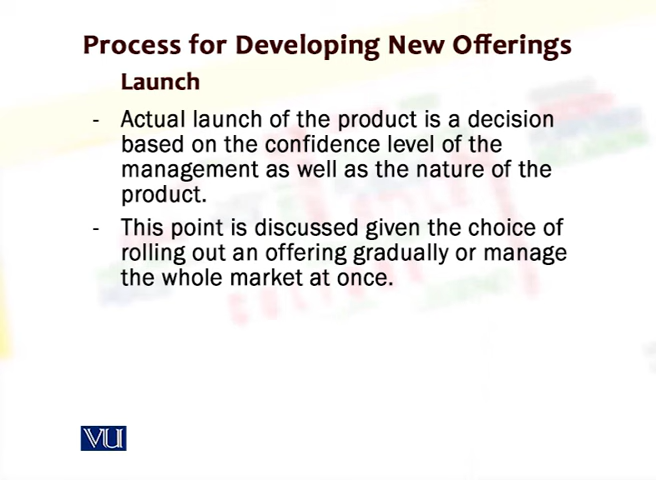 Process for Developing New Offerings
Launch
- Actual launch of the product is a decision
based on the confidence level of the
management as well as the nature of the
product.
- This point is discussed given the choice of
rolling out an offering gradually or manage
the whole market at once.
VU